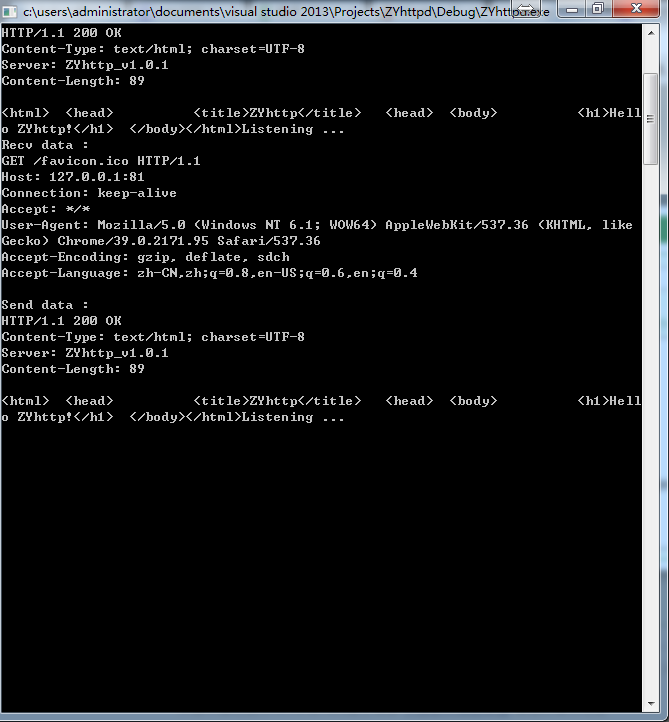 c:\users\administrator\documents\visual studio 2013\Projects\ZYhttpd\Debug\ZYhttpd.exe
HTTP/1.1 200 OK
Content-Type: text/html; charset=UTF-8
Server: ZYhttp_v1.0.1
Content-Length: 89
<html>  <head>          <title>ZYhttp</title>   <head>  <body>          <h1>Hell
o ZYhttp!</h1>  </body></html>Listening ...
Recv data :
GET /favicon.ico HTTP/1.1
Host: 127.0.0.1:81
Connection: keep-alive
Accept: */*
User-Agent: Mozilla/5.0 (Windows NT 6.1; WOW64) AppleWebKit/537.36 (KHTML, like
Gecko) Chrome/39.0.2171.95 Safari/537.36
Accept-Encoding: gzip, deflate, sdch
Accept-Language: zh-CN,zh;q=0.8,en-US;q=0.6,en;q=0.4
Send data :
HTTP/1.1 200 OK
Content-Type: text/html; charset=UTF-8
Server: ZYhttp_v1.0.1
Content-Length: 89
<html>  <head>          <title>ZYhttp</title>   <head>  <body>          <h1>Hell
o ZYhttp!</h1>  </body></html>Listening ...